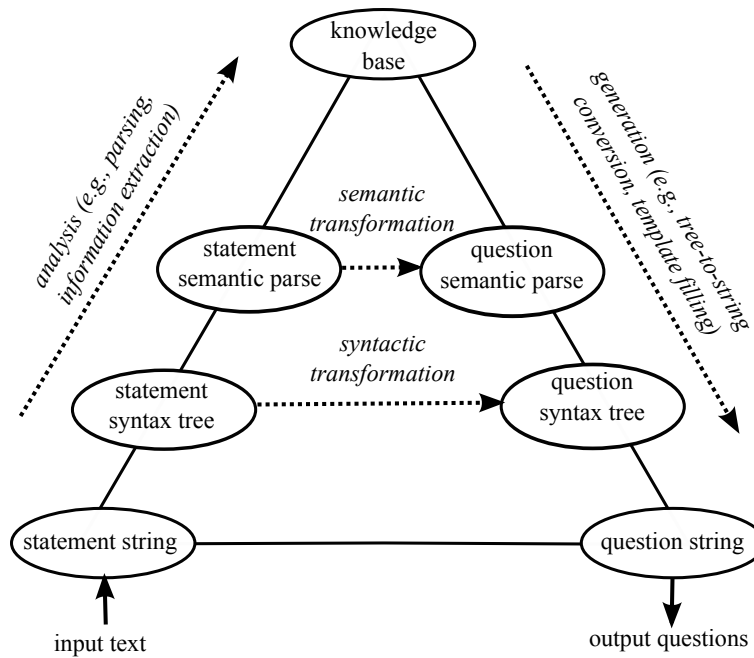 knowledge
base
analysis (e.g., parsing,
information extraction)
generation (e.g., tree-to-string
conversion, template
filling)
semantic
transformation
statement
semantic parse
question
semantic parse
syntactic
transformation
statement
syntax tree
question
syntax tree
statement string
question string
input text
output questions